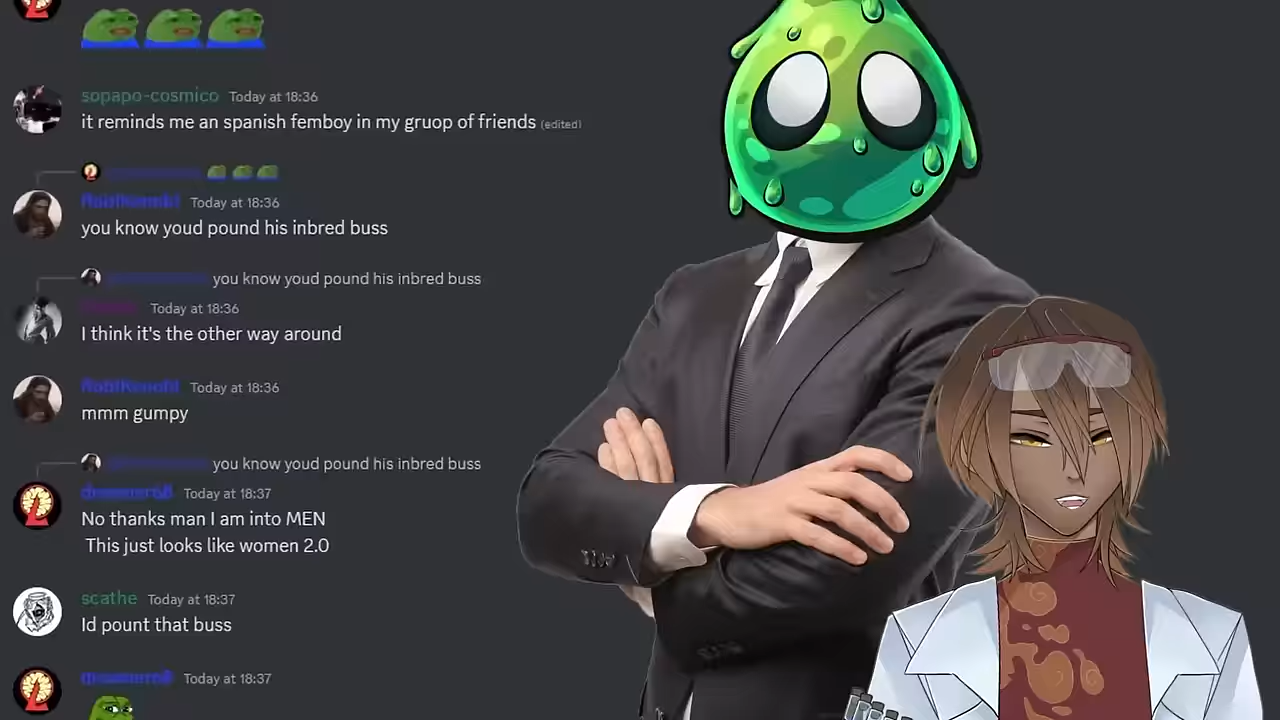 sopapo-cosmico Today at 18:36
it reminds me an spanish femboy in my gruop of friends (edited)
Today at 18:36
you know youd pound his inbred buss
you know youd pound his inbred buss
Today at 18:36
I think it's the other way around
Today at 18:36
mmm gumpy
you know youd pound his inbred buss
Today at 18:37
No thanks man I am into MEN
This just looks like women 2.0
scathe Today at 18:37
Id pount that buss
Today at 18:37